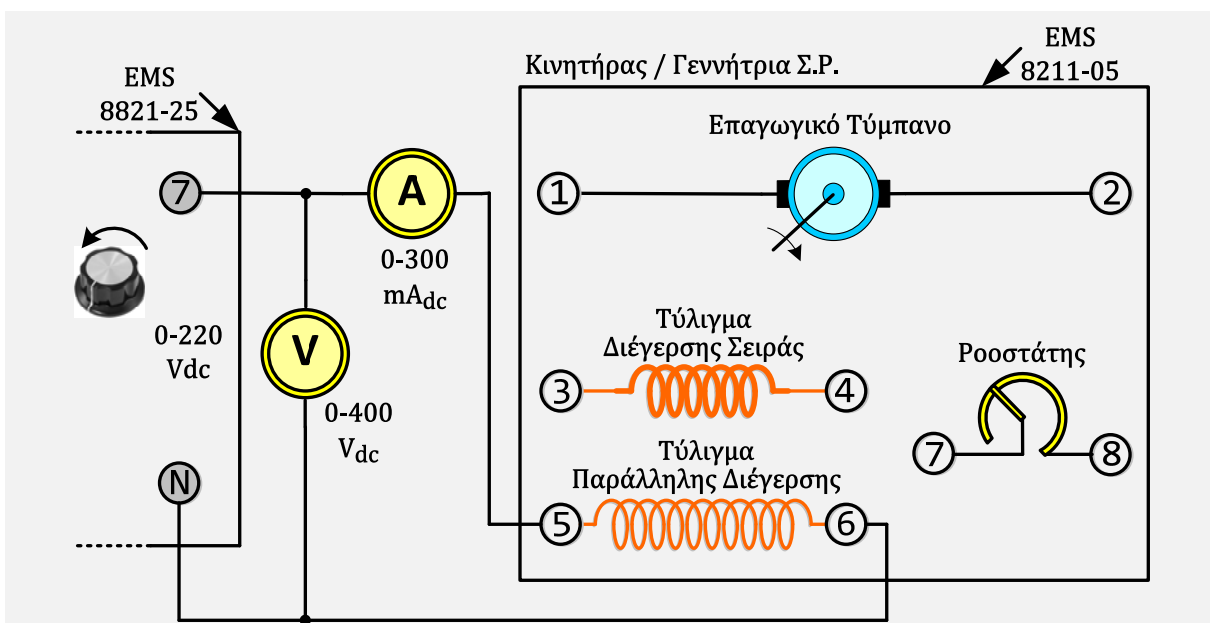 EMS
8821-25
Κινητήρας / Γεννήτρια Σ.Ρ.
EMS
8211-05
Επαγωγικό Τύμπανο
7
A
1
2
0-300
mAdc
0-220
Vdc
V
0-400
Vdc
Τύλιγμα
Διέγερσης Σειράς
3
4
Ροοστάτης
7
8
N
Τύλιγμα
Παράλληλης Διέγερσης
5
6